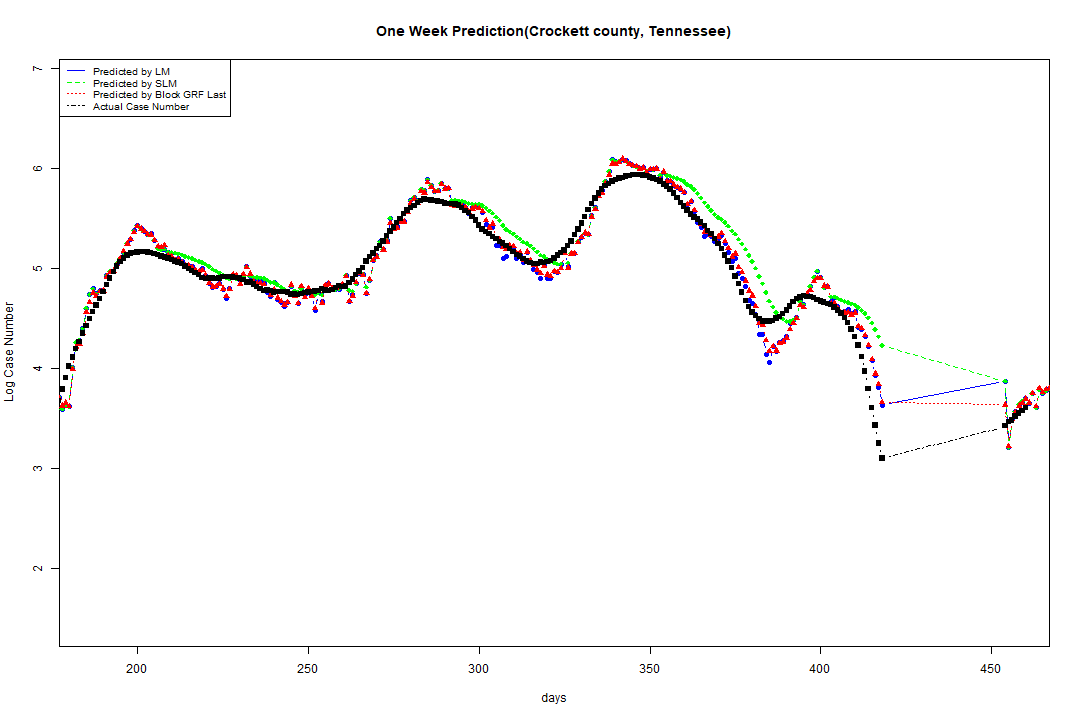 One Week Prediction(Crockett county, Tennessee)
Predicted by LM
Predicted by SLM
Predicted by Block GRF Last
Actual Case Number
7
6
5
4
3
2
Log Case Number
200 250 300 350 400 450
days